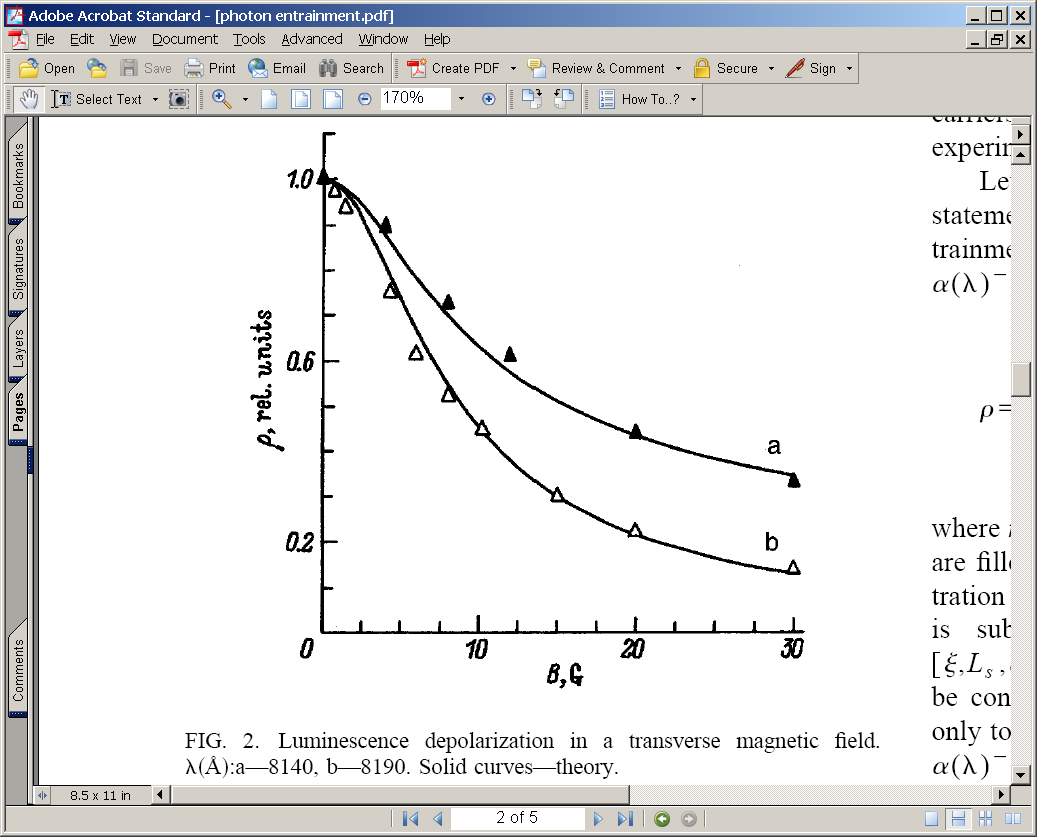 Adobe Acrobat Standard - [photon entrainment.pdf]
File Edit View Document Tools Advanced Window Help
Open Save Print Email Search Create PDF Review & Comment Secure Sign
Select Text 170% How To..?
Bookmarks
Signatures
Layers
Pages
Comments
1.0
0.6
0.2
ρ, rel. units
a
b
0 10 20 30
B, G
FIG. 2. Luminescence depolarization in a transverse magnetic field.
λ(Å):a—8140, b—8190. Solid curves—theory.
carriers
experim
Le
stateme
trainme
α(λ)⁻
ρ=
where
are fille
tration
is sub
[ξ,Lₛ,
be con
only to
α(λ)⁻
8.5 x 11 in
2 of 5